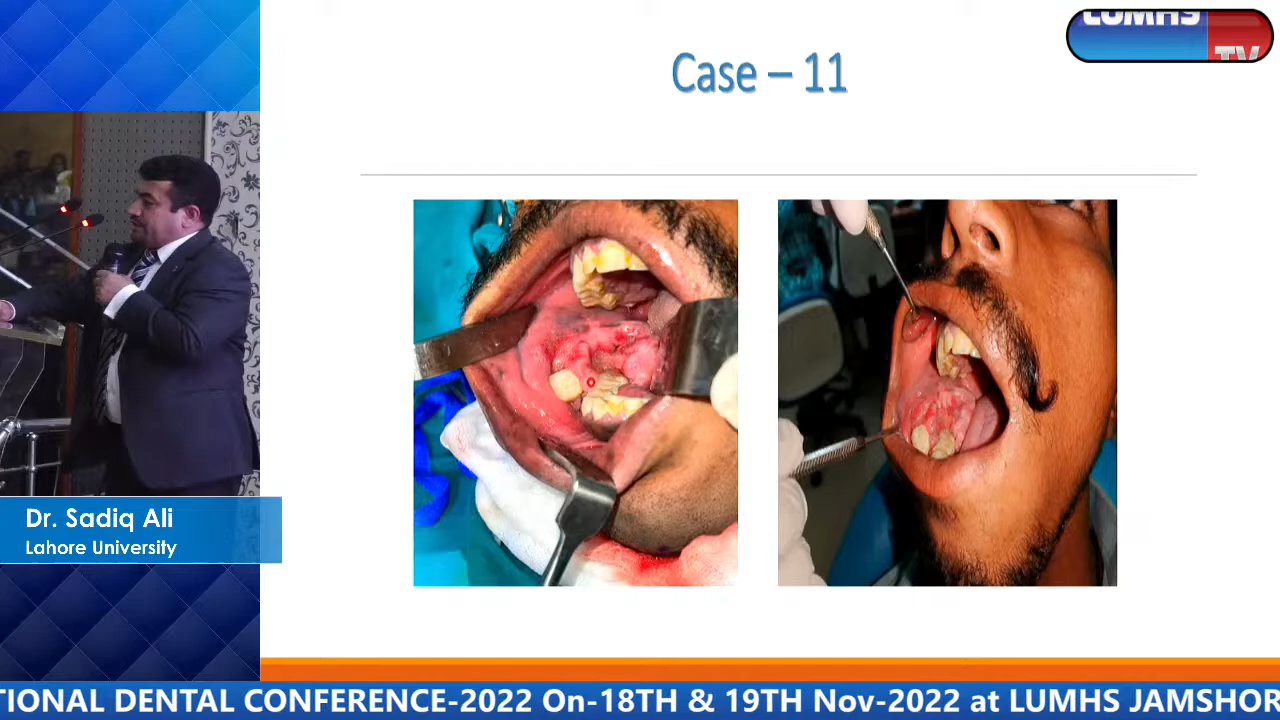 LUMHS
TV
Case – 11
Dr. Sadiq Ali
Lahore University
TIONAL DENTAL CONFERENCE-2022 On-18TH & 19TH Nov-2022 at LUMHS JAMSHOR